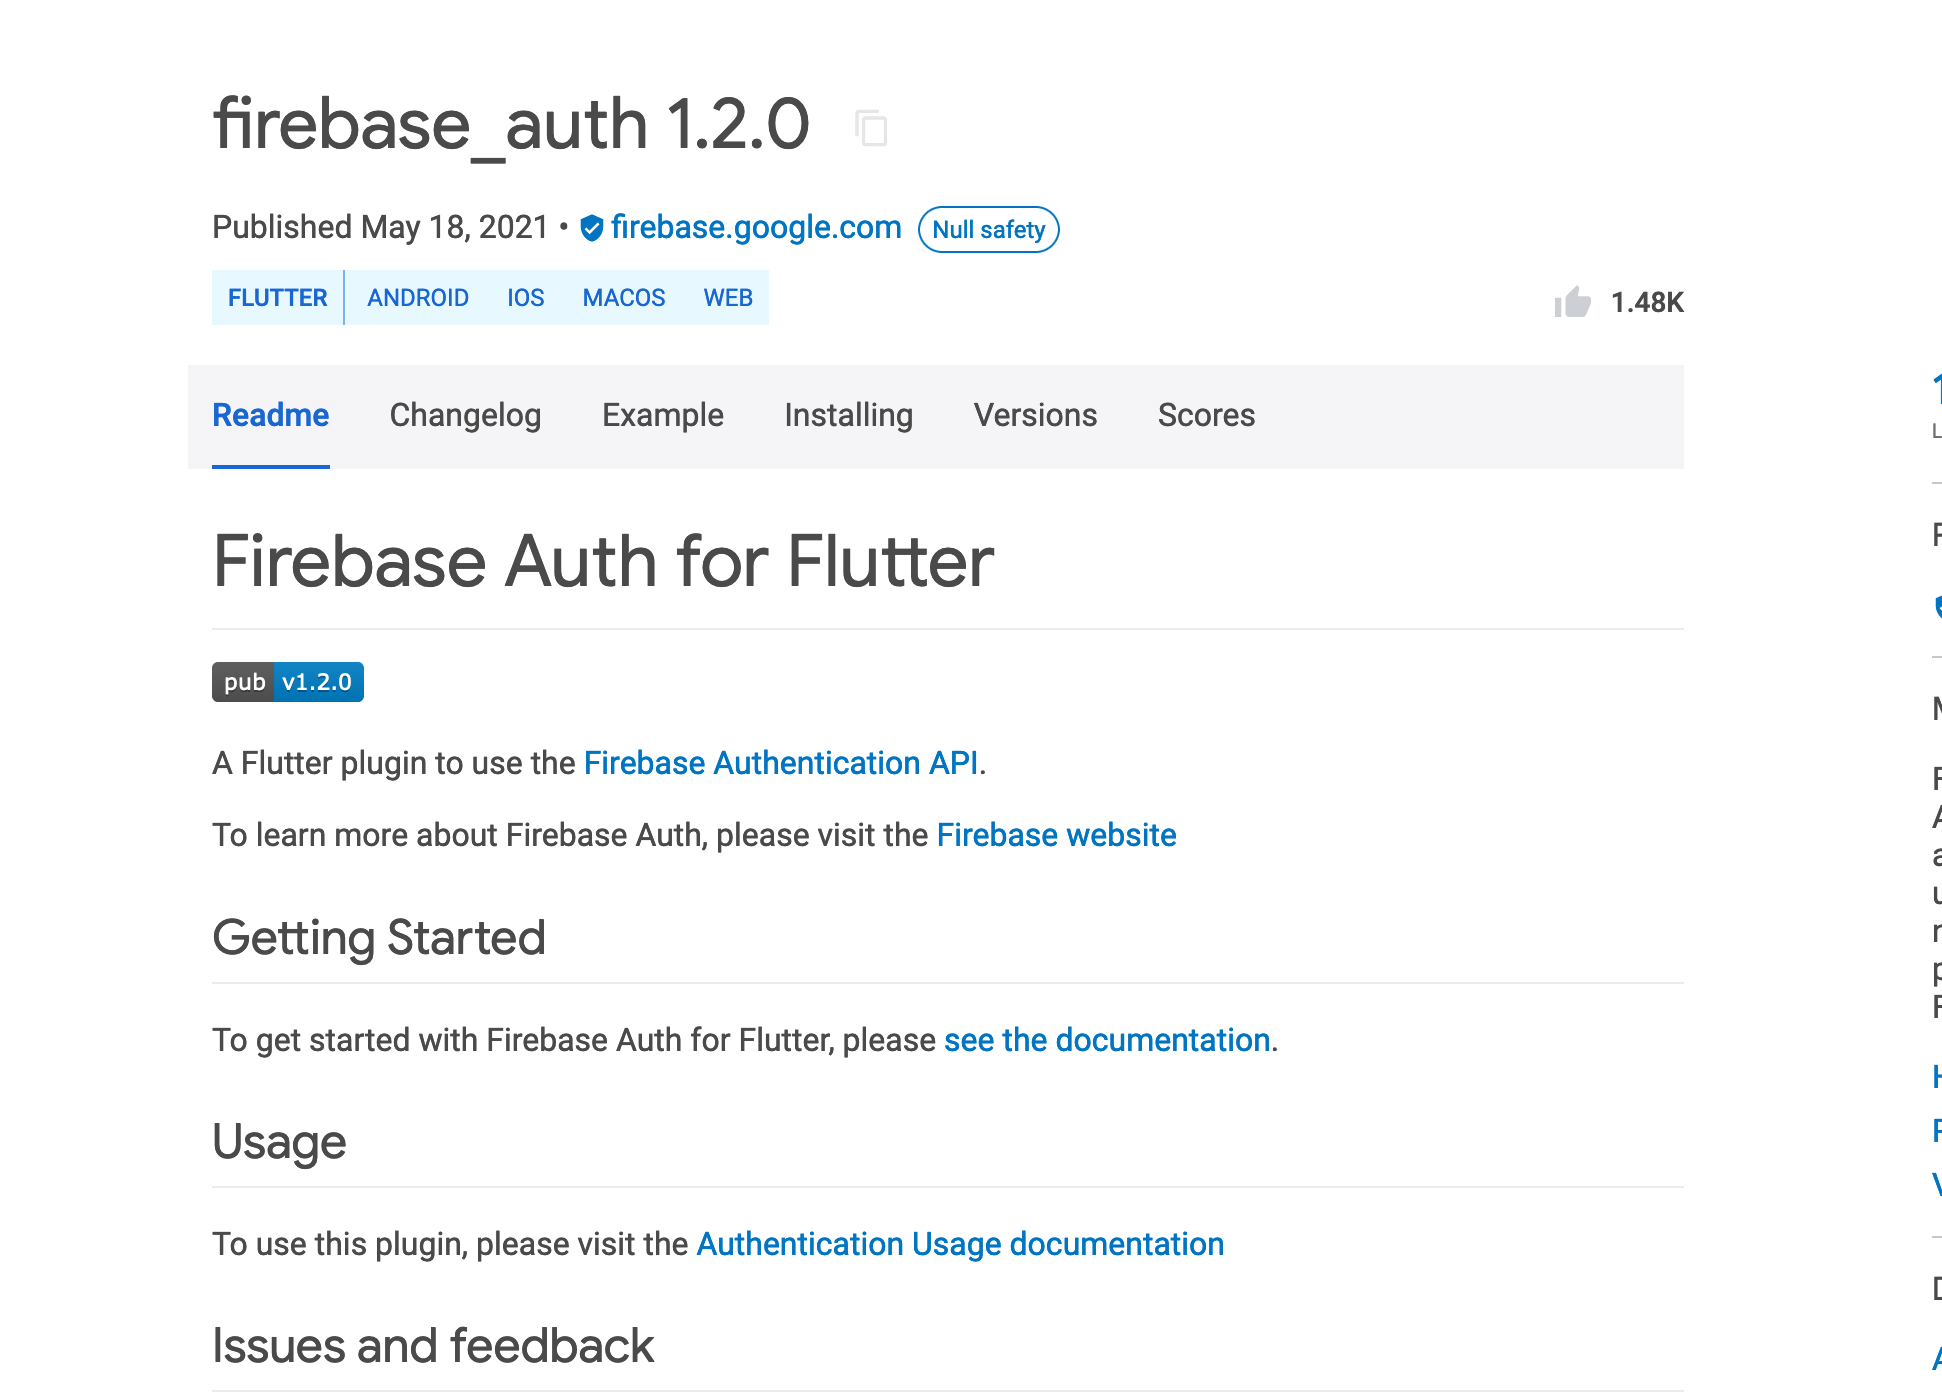 firebase_auth 1.2.0
Published May 18, 2021 • firebase.google.com Null safety
FLUTTER ANDROID IOS MACOS WEB
1.48K
Readme Changelog Example Installing Versions Scores
Firebase Auth for Flutter
pub v1.2.0
A Flutter plugin to use the Firebase Authentication API.
To learn more about Firebase Auth, please visit the Firebase website
Getting Started
To get started with Firebase Auth for Flutter, please see the documentation.
Usage
To use this plugin, please visit the Authentication Usage documentation
Issues and feedback